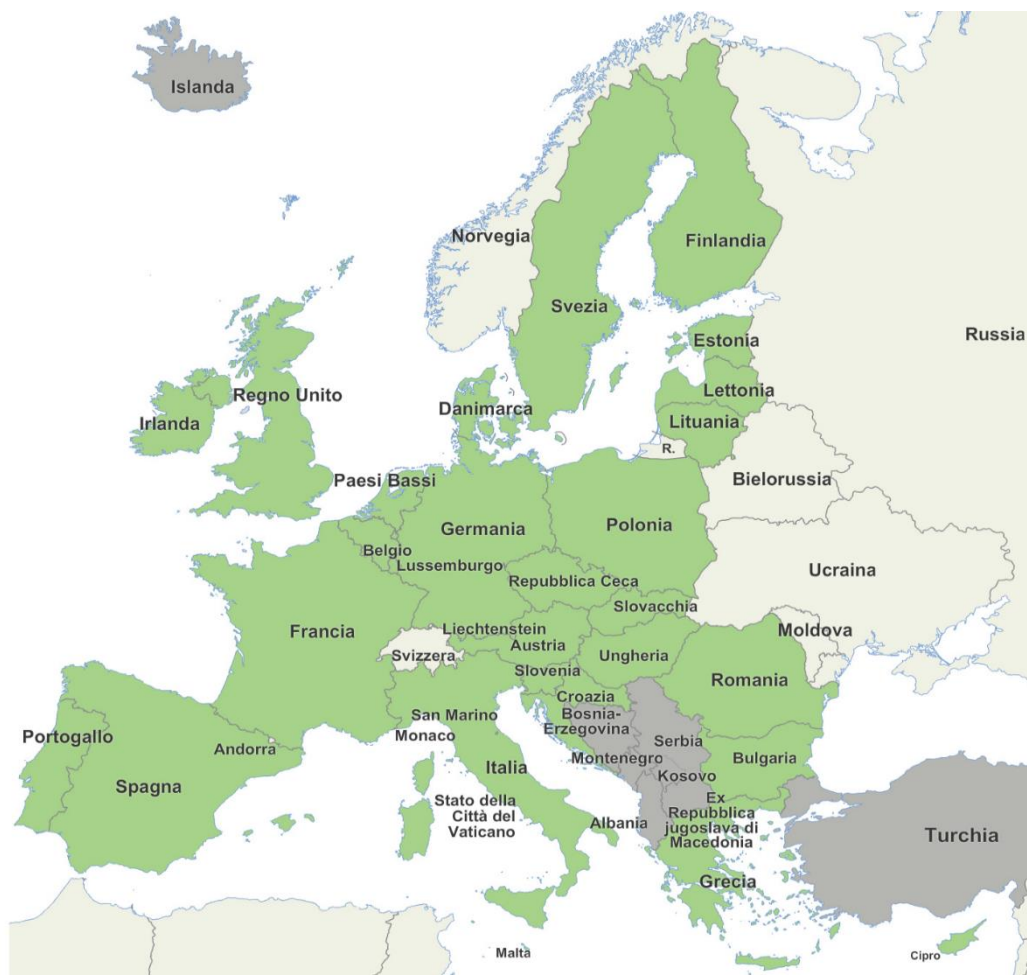 Islanda
Norvegia
Finlandia
Svezia
Russia
Estonia
Lettonia
Regno Unito
Danimarca
Irlanda
Lituania
R.
Paesi Bassi
Bielorussia
Germania
Polonia
Belgio
Lussemburgo
Repubblica Ceca
Ucraina
Slovacchia
Francia
Liechtenstein
Moldova
Austria
Svizzera
Ungheria
Slovenia
Romania
Croazia
San Marino
Bosnia-
Erzegovina
Portogallo
Monaco
Serbia
Andorra
Montenegro
Bulgaria
Italia
Kosovo
Spagna
Stato della
Città del
Vaticano
Ex
Repubblica
jugoslava di
Macedonia
Albania
Turchia
Grecia
Malta
Cipro